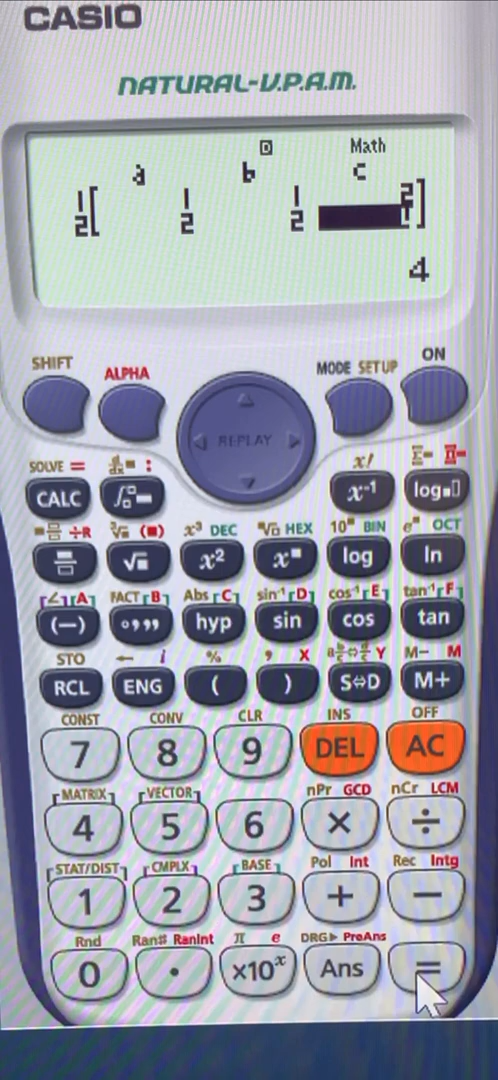 CASIO
NATURAL-V.P.A.M.
D Math
a b c
1/2[ 1/2 1/2 ]
4
SHIFT ALPHA MODE SETUP ON
SOLVE = d/dx■ : x! Σ■ Π■
CALC ∫■ x⁻¹ log■□
÷R ³√■ (■) x³ DEC ■√□ HEX 10■ BIN e■ OCT
√■ x² x■ log ln
∠ A FACT B Abs C sin⁻¹ D cos⁻¹ E tan⁻¹ F
(−) °,,, hyp sin cos tan
STO ← i % , X a b/c⇔d/c Y M− M
RCL ENG ( ) S⇔D M+
CONST CONV CLR INS OFF
7 8 9 DEL AC
MATRIX VECTOR nPr GCD nCr LCM
4 5 6 × ÷
STAT/DIST CMPLX BASE Pol Int Rec Intg
1 2 3 + −
Rnd Ran# RanInt π e DRG▶ PreAns
0 • ×10ˣ Ans =
REPLAY